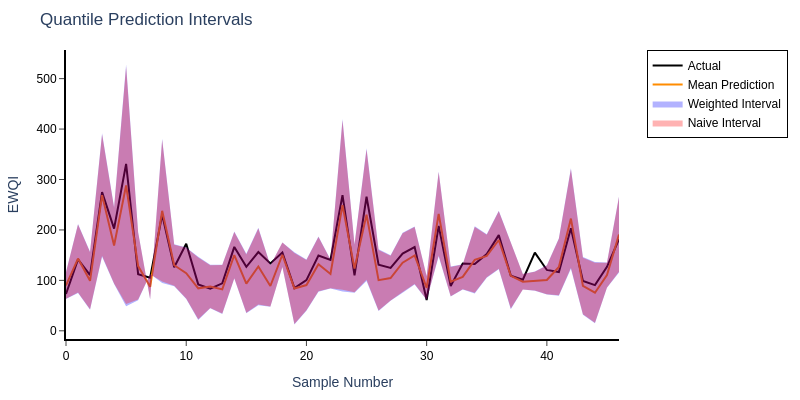 Quantile Prediction Intervals
Actual
Mean Prediction
Weighted Interval
Naive Interval
EWQI
500
400
300
200
100
0
0 10 20 30 40
Sample Number